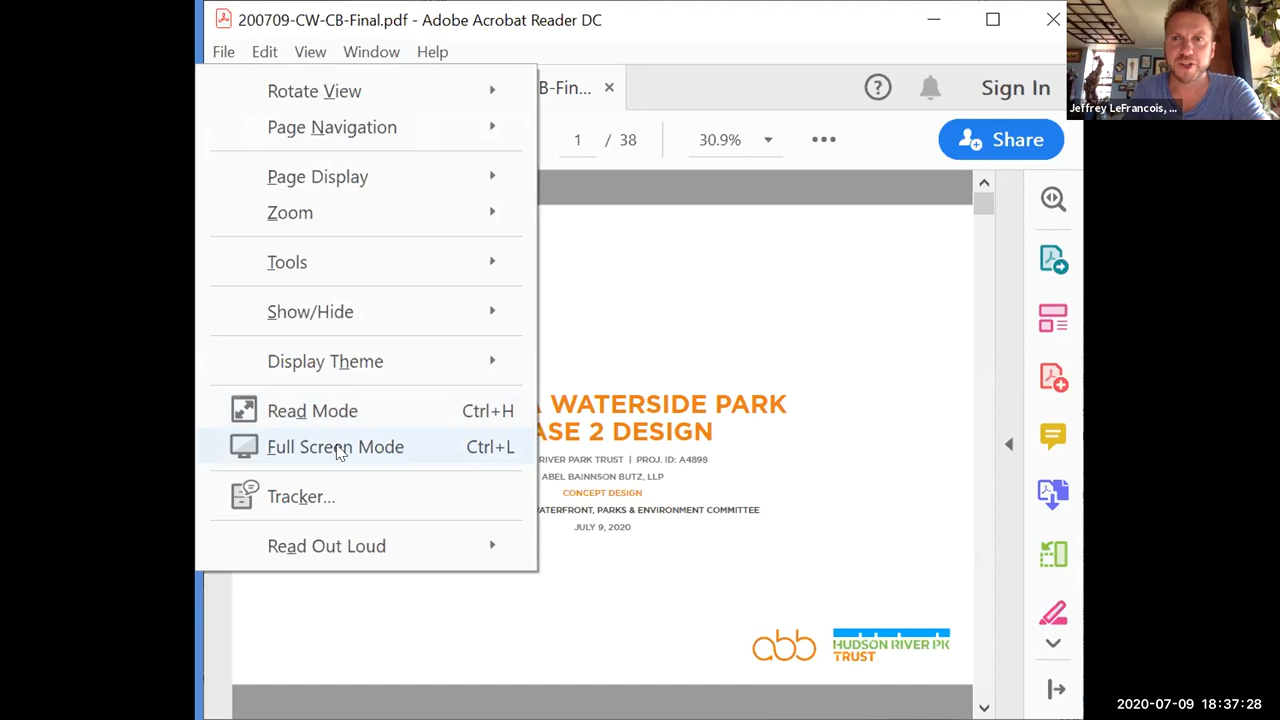 200709-CW-CB-Final.pdf - Adobe Acrobat Reader DC
File Edit View Window Help
B-Fin...
Sign In
1 / 38
30.9%
Share
Rotate View
Page Navigation
Page Display
Zoom
Tools
Show/Hide
Display Theme
Read Mode Ctrl+H
Full Screen Mode Ctrl+L
Tracker...
Read Out Loud
A WATERSIDE PARK
ASE 2 DESIGN
RIVER PARK TRUST | PROJ. ID: A4898
ABEL BAINNSON BUTZ, LLP
CONCEPT DESIGN
WATERFRONT, PARKS & ENVIRONMENT COMMITTEE
JULY 9, 2020
abb
HUDSON RIVER PK
TRUST
Jeffrey LeFrancois, ...
2020-07-09 18:37:28